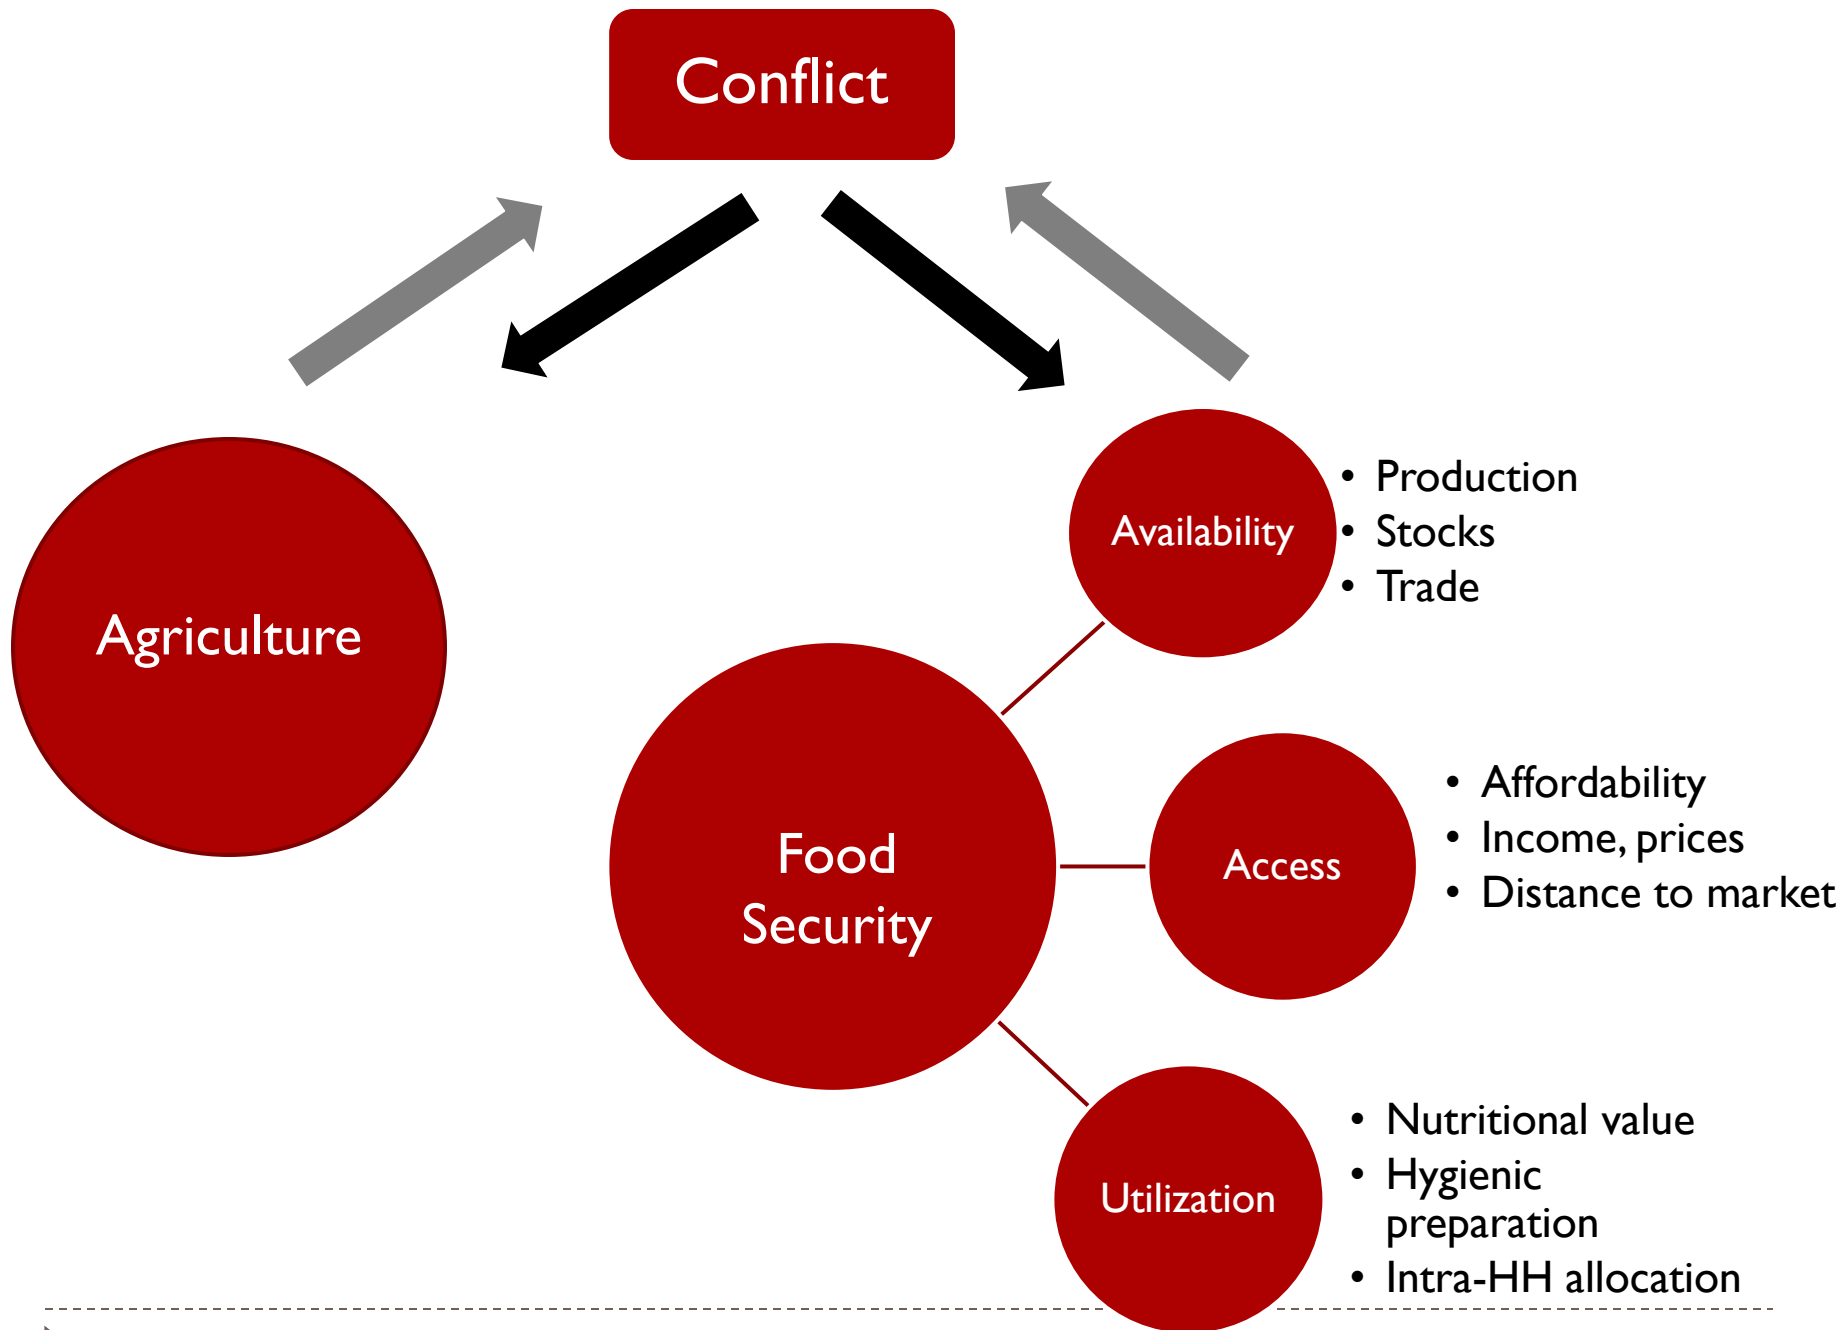 Conflict
Agriculture
Availability
• Production
• Stocks
• Trade
Food
Security
Access
• Affordability
• Income, prices
• Distance to market
Utilization
• Nutritional value
• Hygienic
preparation
• Intra-HH allocation